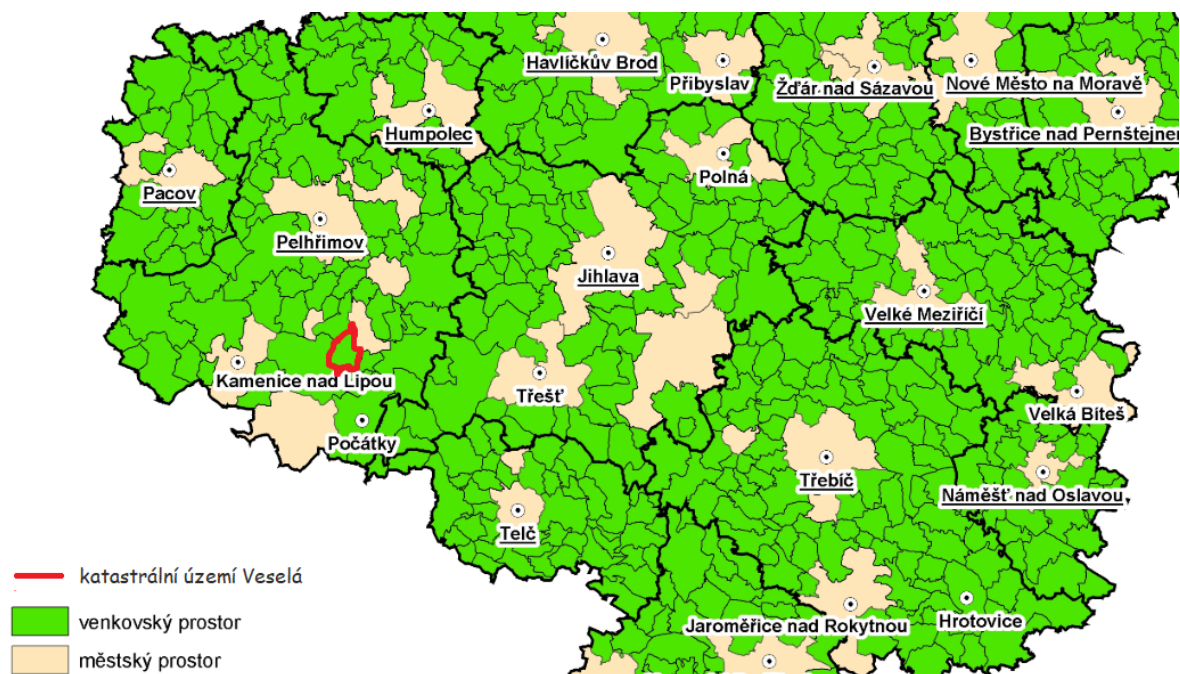 Havlíčkův Brod
Přibyslav
Žďár nad Sázavou
Nové Město na Moravě
Humpolec
Bystřice nad Pernštejnem
Polná
Pacov
Pelhřimov
Jihlava
Velké Meziříčí
Kamenice nad Lipou
Třešť
Velká Bíteš
Počátky
Třebíč
Náměšť nad Oslavou
Telč
katastrální území Veselá
venkovský prostor
městský prostor
Jaroměřice nad Rokytnou
Hrotovice